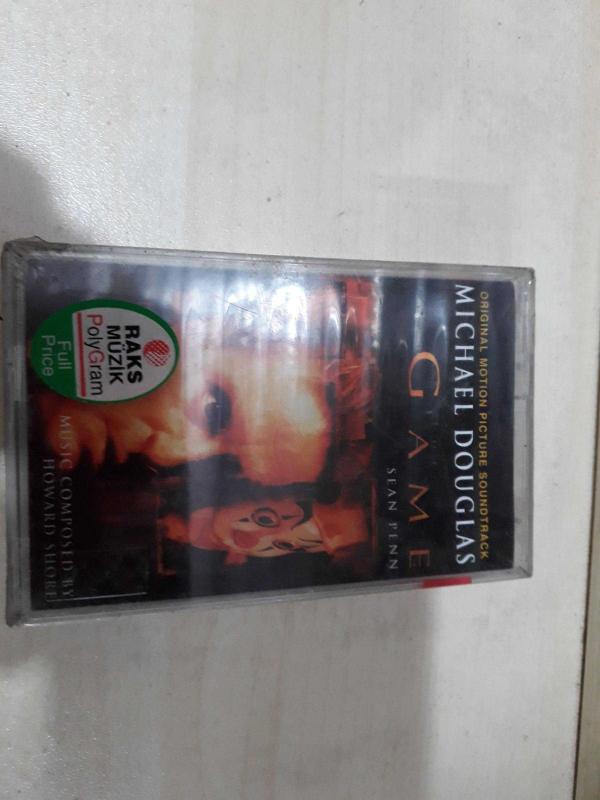 ORIGINAL MOTION PICTURE SOUNDTRACK
MICHAEL DOUGLAS
GAME
SEAN PENN
RAKS
MÜZİK
PolyGram
Full
Price
MUSIC COMPOSED BY
HOWARD SHORE